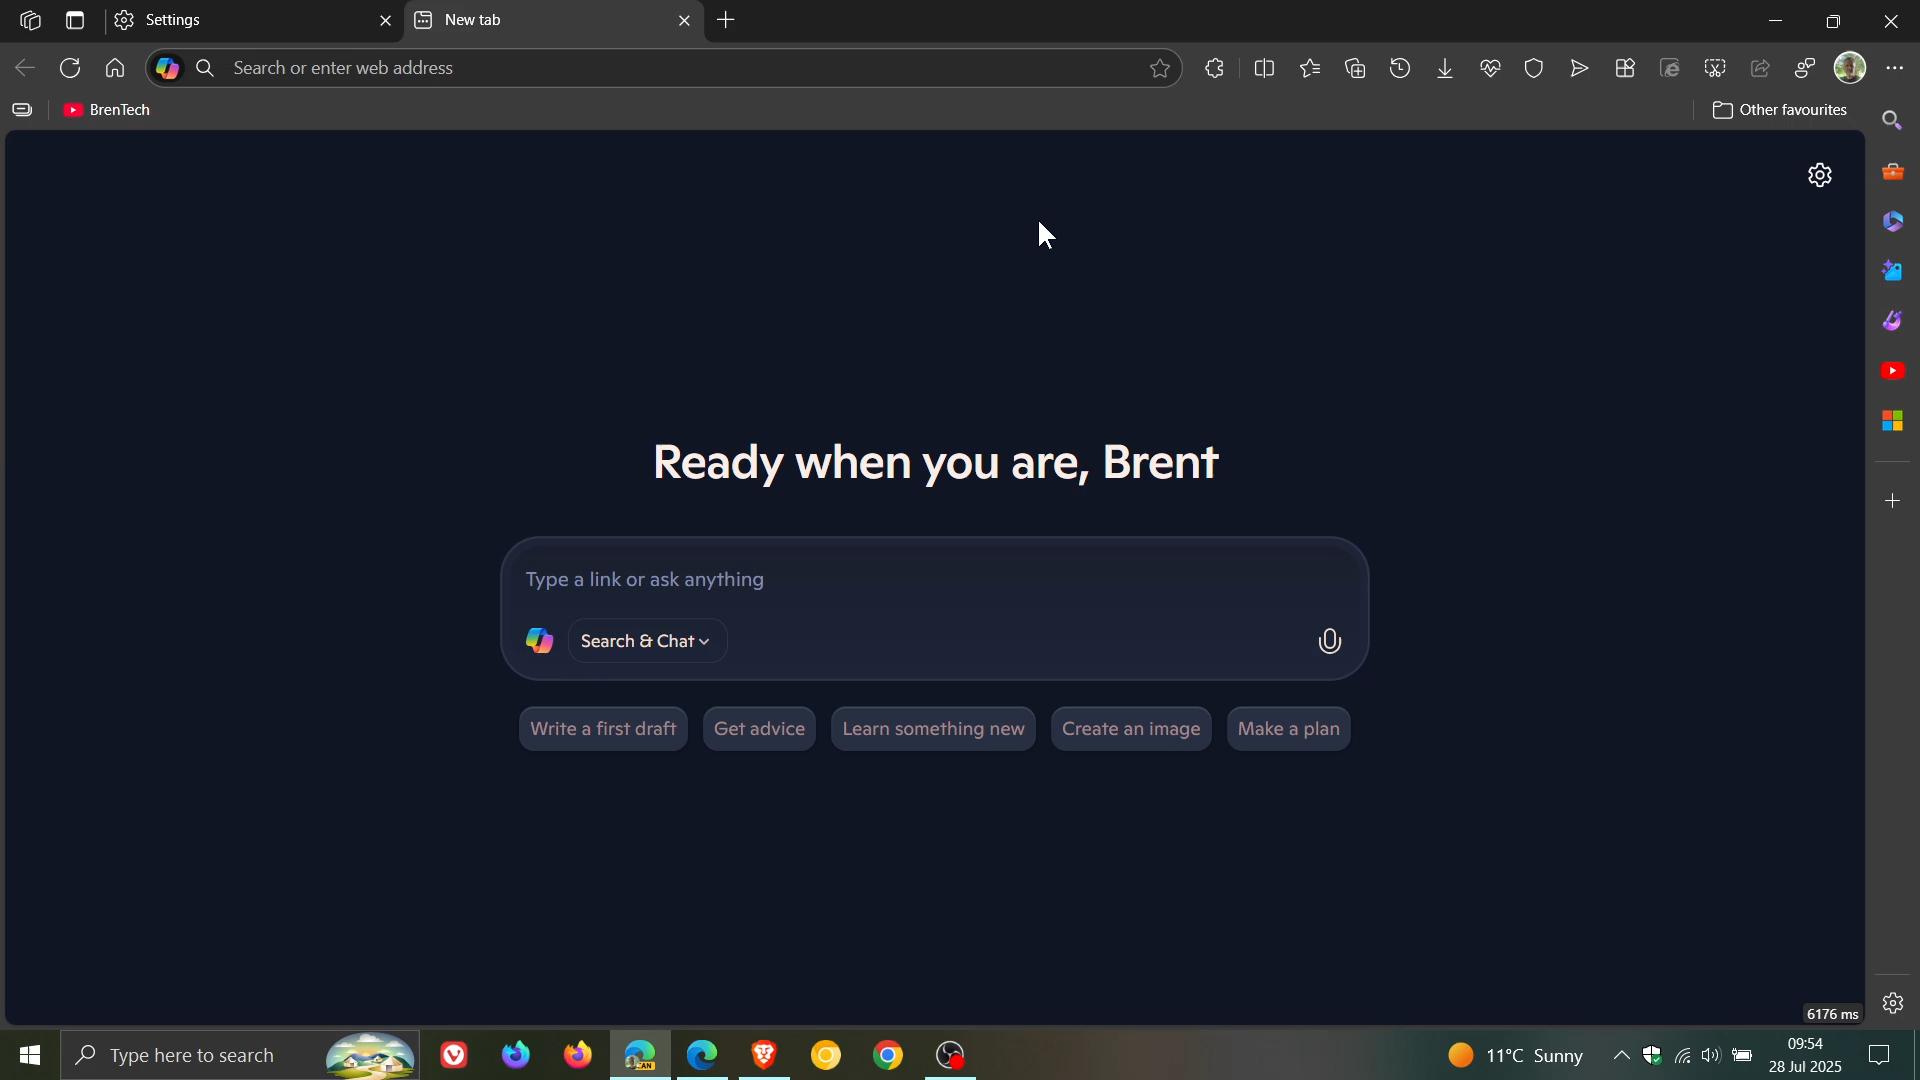 Settings
New tab
Search or enter web address
BrenTech
Other favourites
Ready when you are, Brent
Type a link or ask anything
Search & Chat
Write a first draft
Get advice
Learn something new
Create an image
Make a plan
6176 ms
Type here to search
CAN
11°C Sunny
09:54
28 Jul 2025